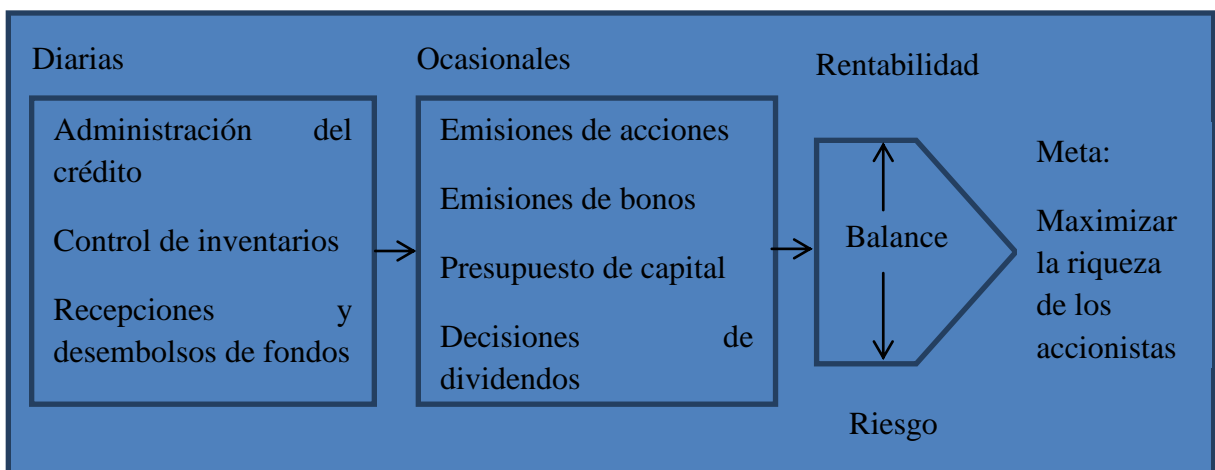 Diarias
Administración del
crédito
Control de inventarios
Recepciones y
desembolsos de fondos
Ocasionales
Emisiones de acciones
Emisiones de bonos
Presupuesto de capital
Decisiones de
dividendos
Rentabilidad
Balance
Riesgo
Meta:
Maximizar
la riqueza
de los
accionistas